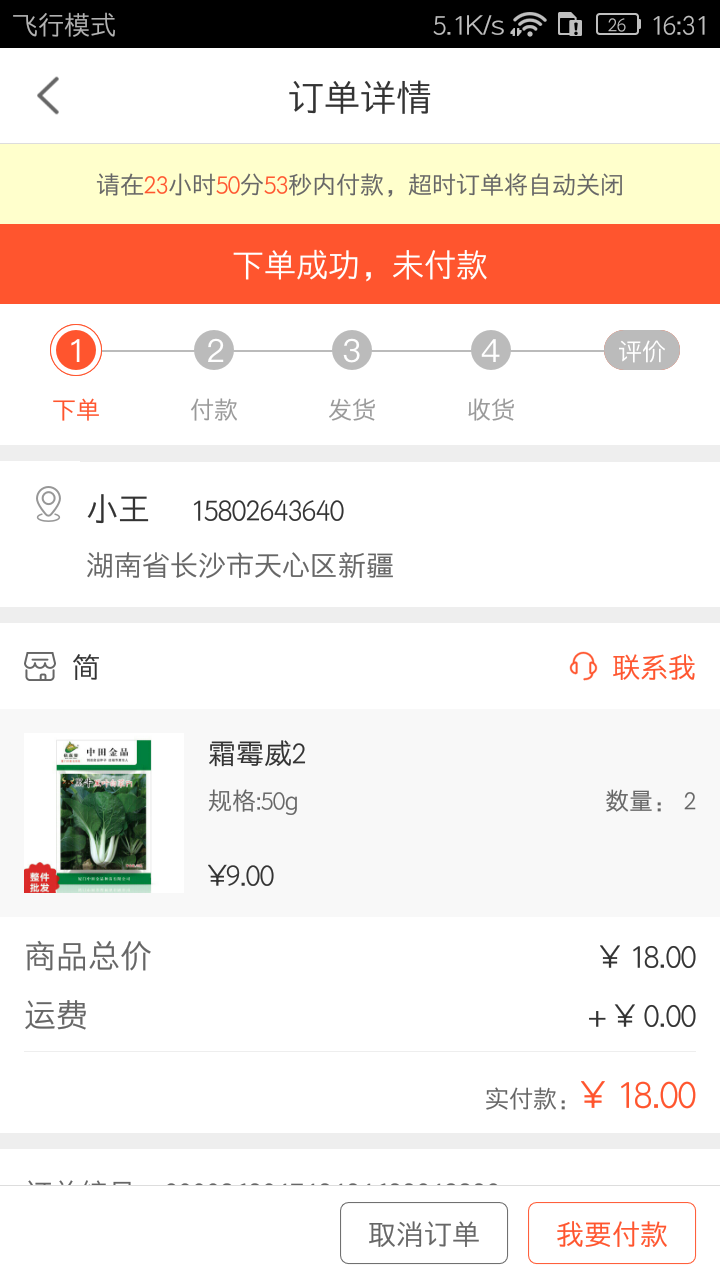 飞行模式 5.1K/s 26 16:31
订单详情
请在23小时50分53秒内付款，超时订单将自动关闭
下单成功，未付款
1 2 3 4 评价
下单 付款 发货 收货
小王 15802643640
湖南省长沙市天心区新疆
简 联系我
中田金品
整件
批发
霜霉威2
规格:50g 数量： 2
¥9.00
商品总价 ¥ 18.00
运费 + ¥ 0.00
实付款：¥ 18.00
取消订单 我要付款